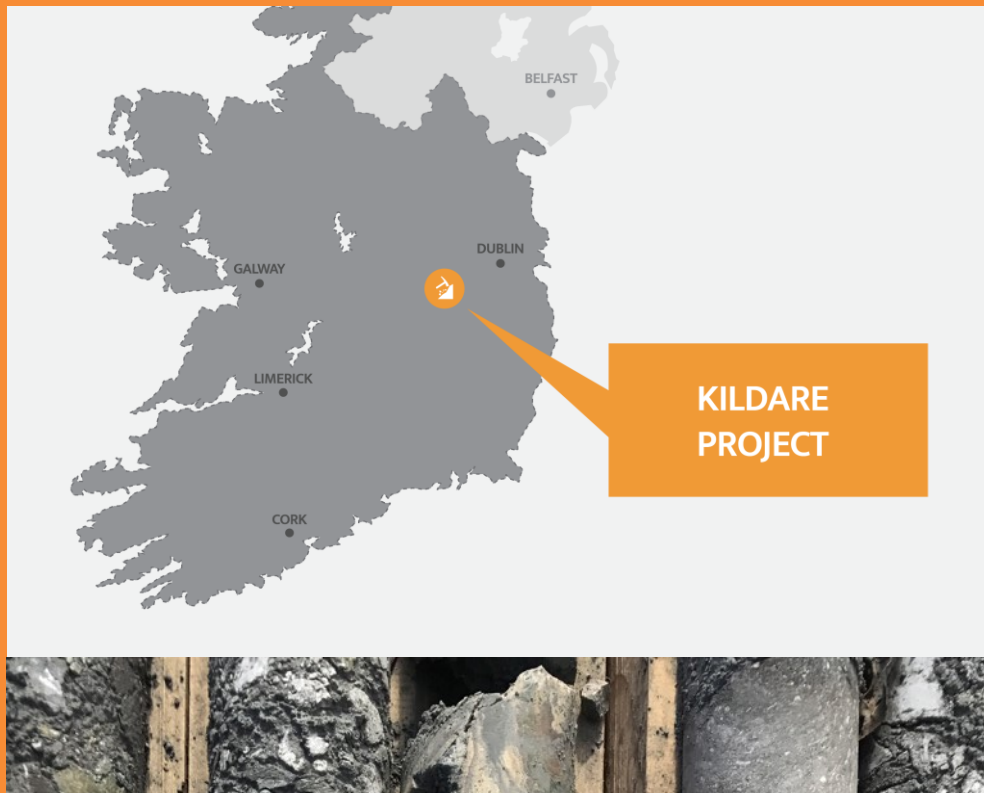 BELFAST
DUBLIN
GALWAY
LIMERICK
KILDARE
PROJECT
CORK